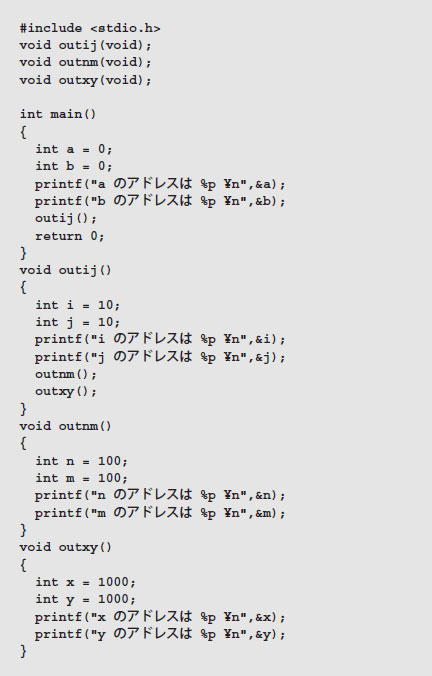 #include <stdio.h>
void outij(void);
void outnm(void);
void outxy(void);

int main()
{
  int a = 0;
  int b = 0;
  printf("a のアドレスは %p ¥n",&a);
  printf("b のアドレスは %p ¥n",&b);
  outij();
  return 0;
}
void outij()
{
  int i = 10;
  int j = 10;
  printf("i のアドレスは %p ¥n",&i);
  printf("j のアドレスは %p ¥n",&j);
  outnm();
  outxy();
}
void outnm()
{
  int n = 100;
  int m = 100;
  printf("n のアドレスは %p ¥n",&n);
  printf("m のアドレスは %p ¥n",&m);
}
void outxy()
{
  int x = 1000;
  int y = 1000;
  printf("x のアドレスは %p ¥n",&x);
  printf("y のアドレスは %p ¥n",&y);
}